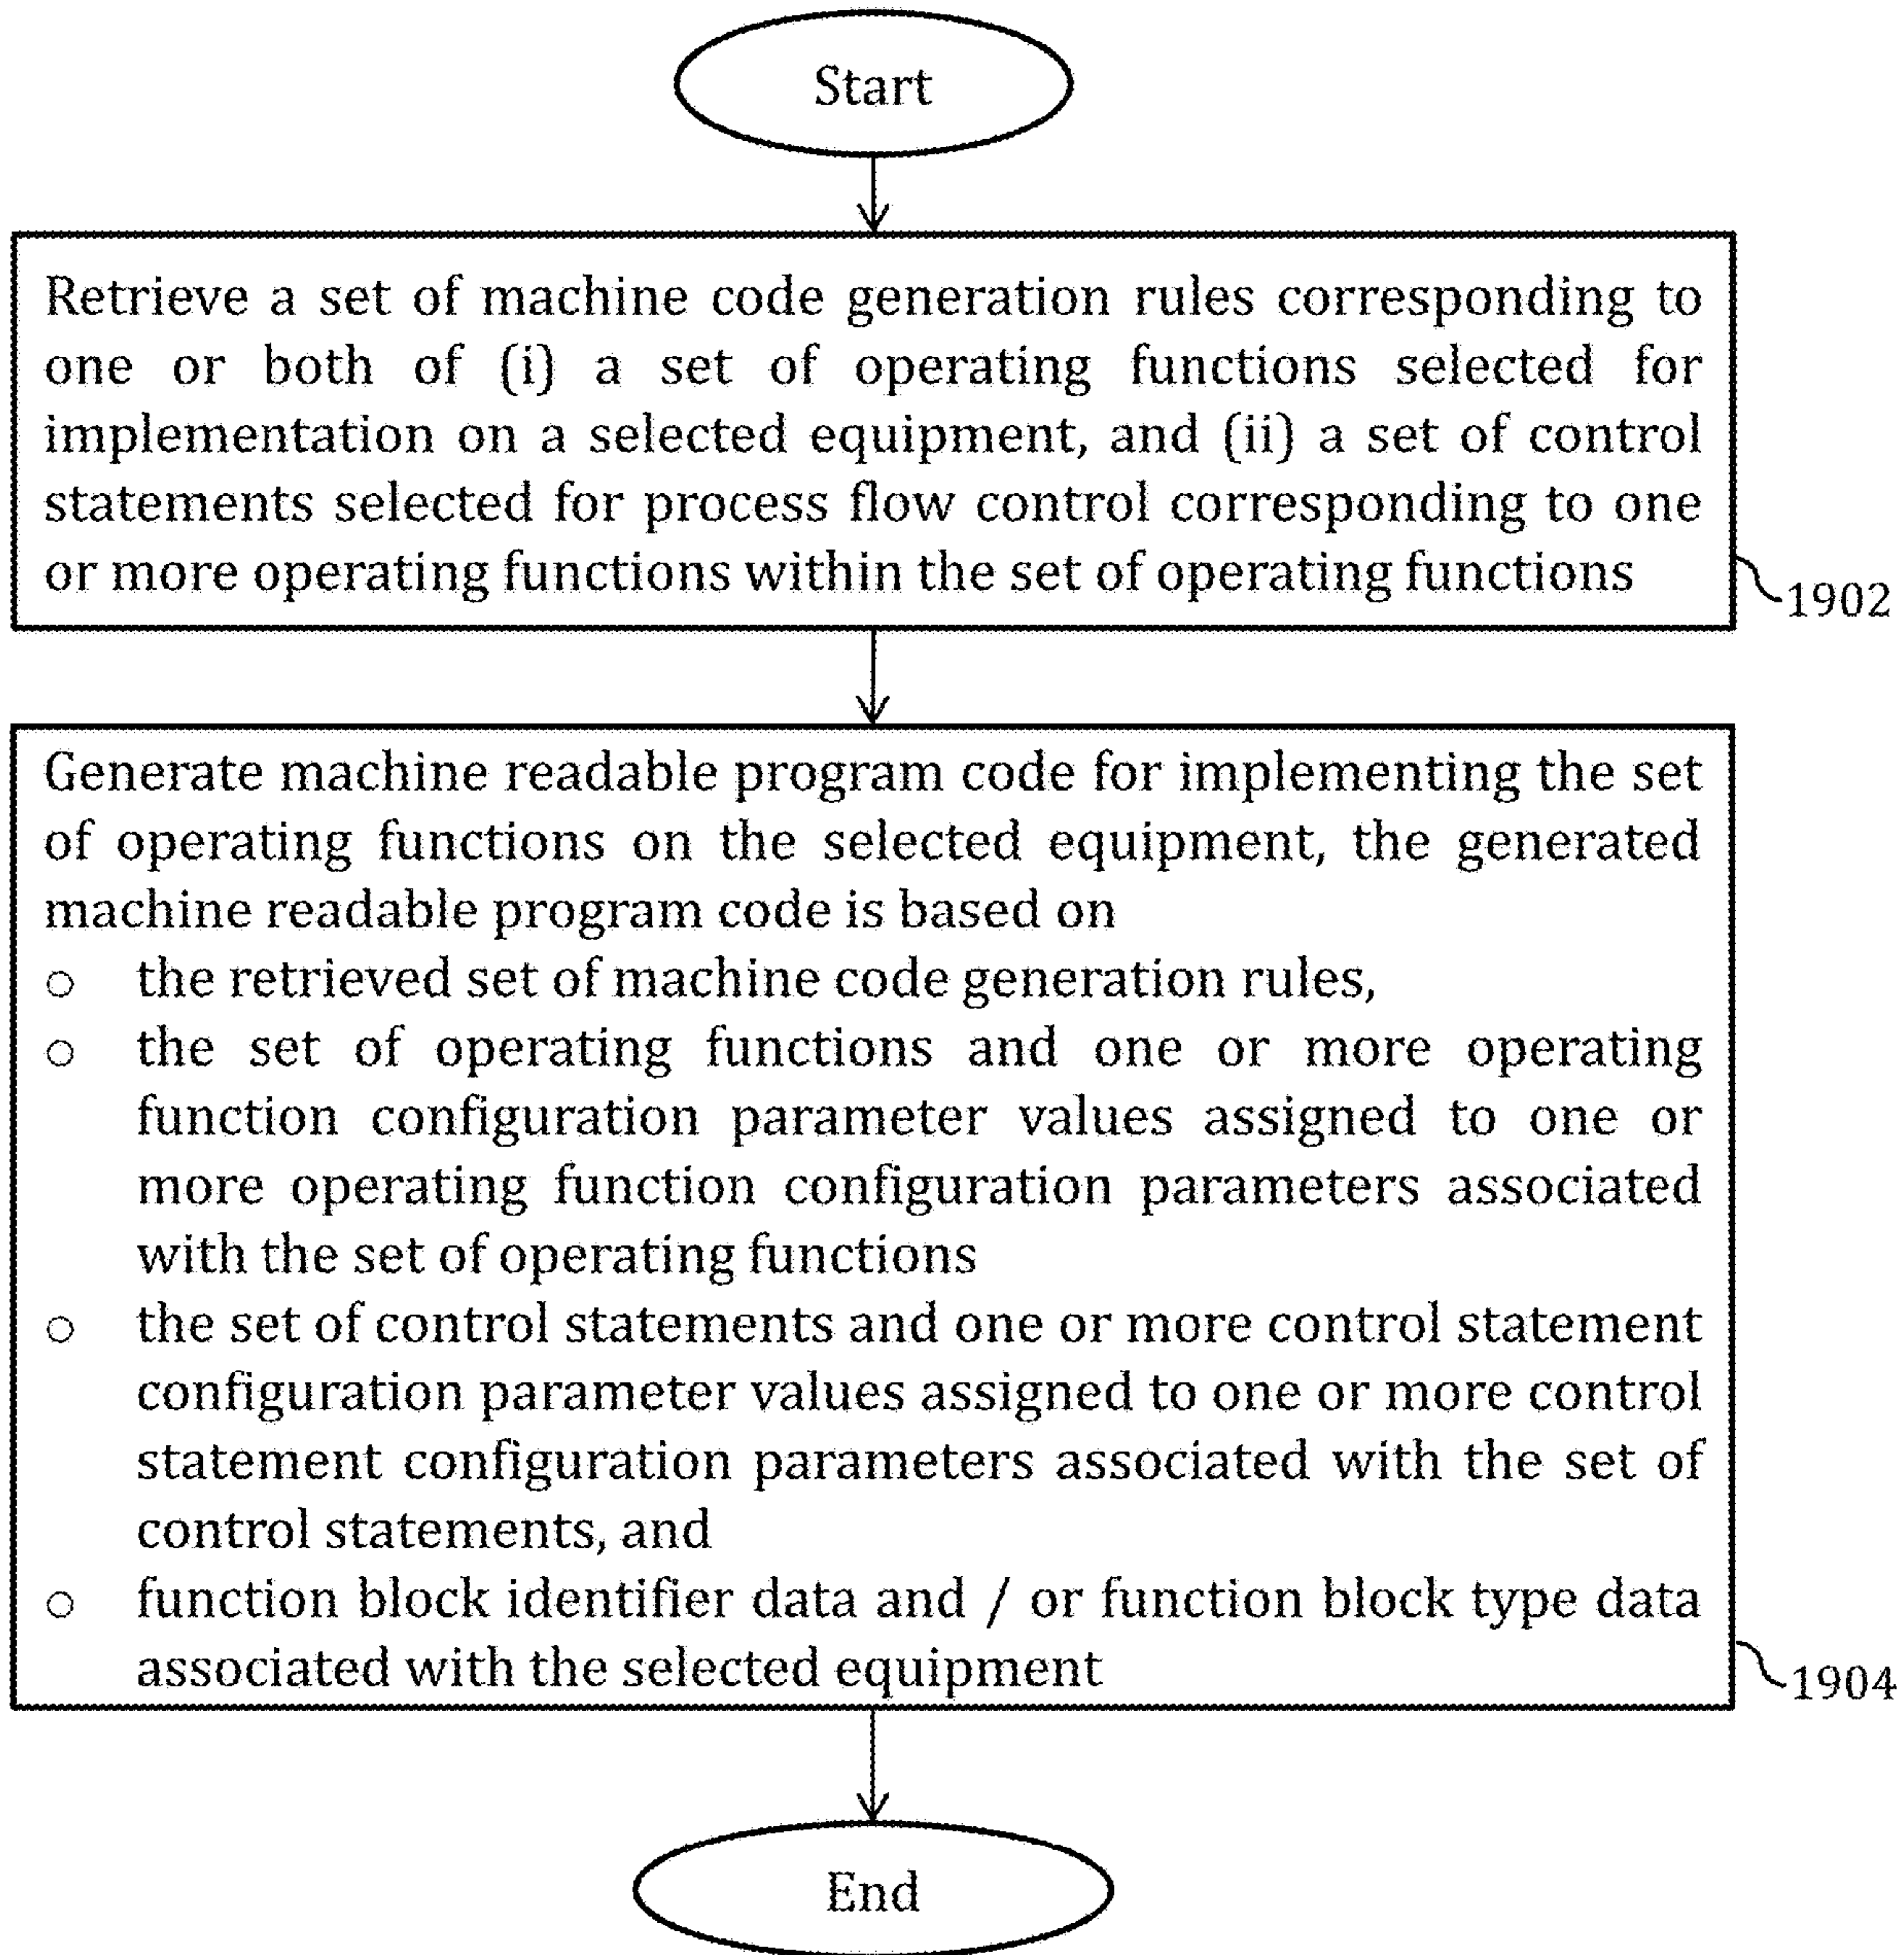 Start
Retrieve a set of machine code generation rules corresponding to
one or both of (i) a set of operating functions selected for
implementation on a selected equipment, and (ii) a set of control
statements selected for process flow control corresponding to one
or more operating functions within the set of operating functions
1902
Generate machine readable program code for implementing the set
of operating functions on the selected equipment, the generated
machine readable program code is based on
○ the retrieved set of machine code generation rules,
○ the set of operating functions and one or more operating
function configuration parameter values assigned to one or
more operating function configuration parameters associated
with the set of operating functions
○ the set of control statements and one or more control statement
configuration parameter values assigned to one or more control
statement configuration parameters associated with the set of
control statements, and
○ function block identifier data and / or function block type data
associated with the selected equipment
1904
End